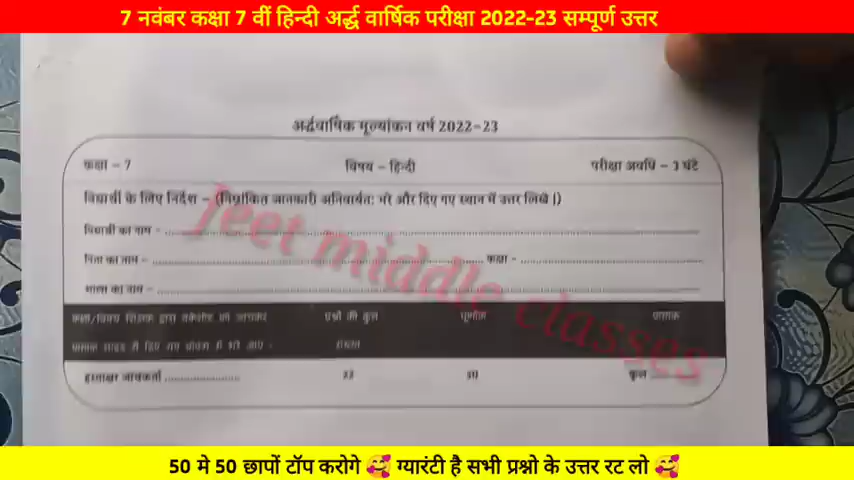 7 नवंबर कक्षा 7 वीं हिन्दी अर्द्ध वार्षिक परीक्षा 2022-23 सम्पूर्ण उत्तर
अर्द्धवार्षिक मूल्यांकन वर्ष 2022-23
कक्षा - 7 विषय - हिन्दी परीक्षा अवधि - 3 घंटे
विद्यार्थी के लिए निर्देश - (निम्नांकित जानकारी अनिवार्यत: भरे और दिए गए स्थान में उत्तर लिखें।)
विद्यार्थी का नाम -
पिता का नाम - कक्षा -
शाला का नाम -
प्रश्नों की कुल पूर्णांक प्राप्तांक
संख्या
हस्ताक्षर जांचकर्ता 50 कुल
Jeet middle classes
50 मे 50 छापों टॉप करोगे 🥰 ग्यारंटी है सभी प्रश्नो के उत्तर रट लो 🥰